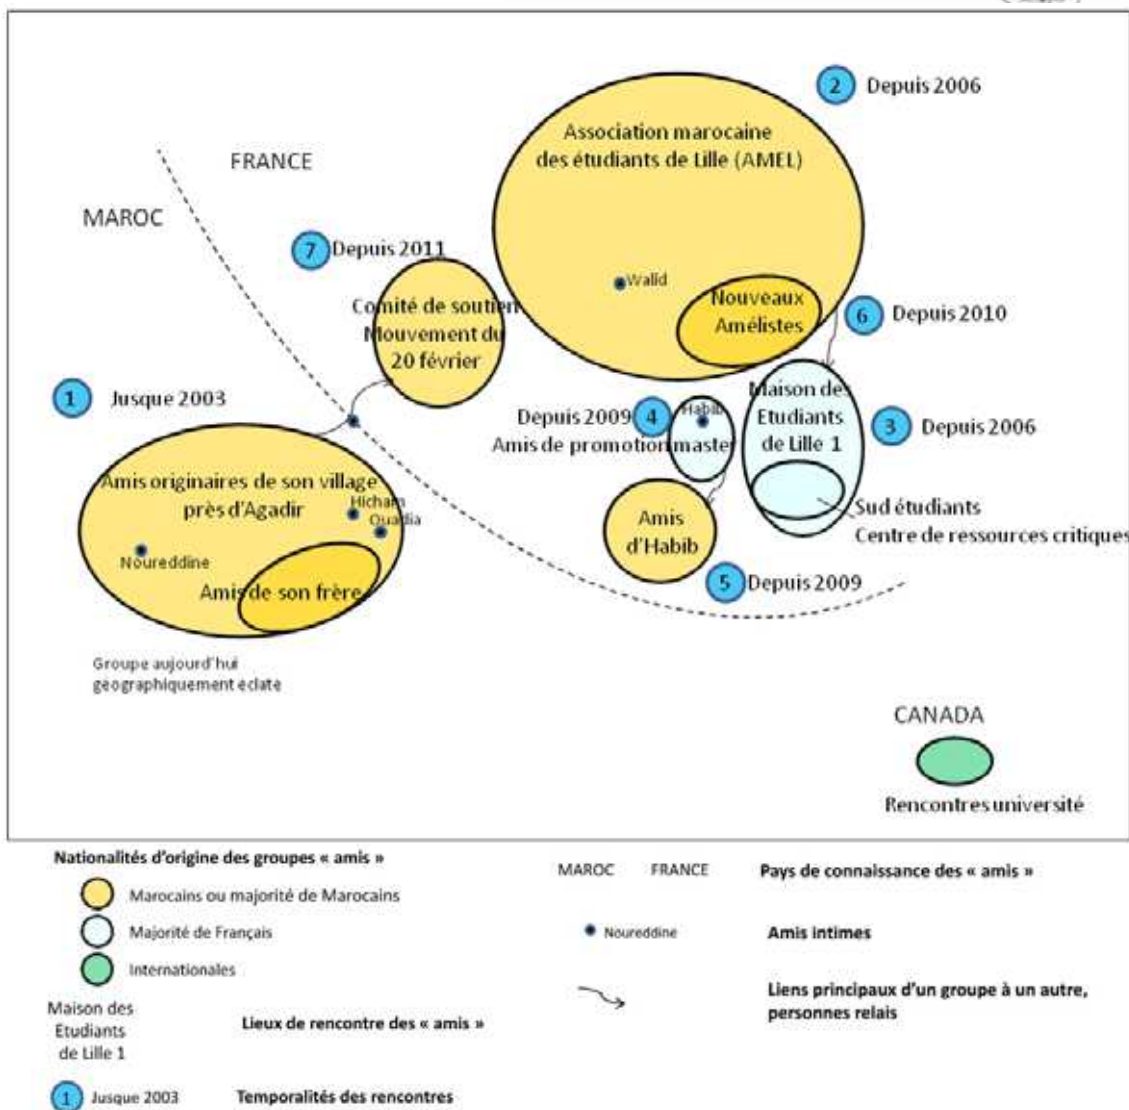 2 Depuis 2006
Association marocaine
des étudiants de Lille (AMEL)
FRANCE
MAROC
7 Depuis 2011
Walid
Nouveaux
Amélistes
6 Depuis 2010
Comité de soutien
Mouvement du
20 février
1 Jusque 2003
Maison des
Etudiants
de Lille 1
3 Depuis 2006
Depuis 2009 4
Habib
Amis de promotion master
Amis originaires de son village
près d'Agadir
Hicham
Ouadia
Noureddine
Amis de son frère
Amis
d'Habib
Sud étudiants
Centre de ressources critiques
5 Depuis 2009
Groupe aujourd'hui
géographiquement éclaté
CANADA
Rencontres université
Nationalités d'origine des groupes « amis »
Marocains ou majorité de Marocains
Majorité de Français
Internationales
Maison des
Etudiants
de Lille 1
Lieux de rencontre des « amis »
1 Jusque 2003 Temporalités des rencontres
MAROC FRANCE Pays de connaissance des « amis »
Noureddine Amis intimes
Liens principaux d'un groupe à un autre,
personnes relais